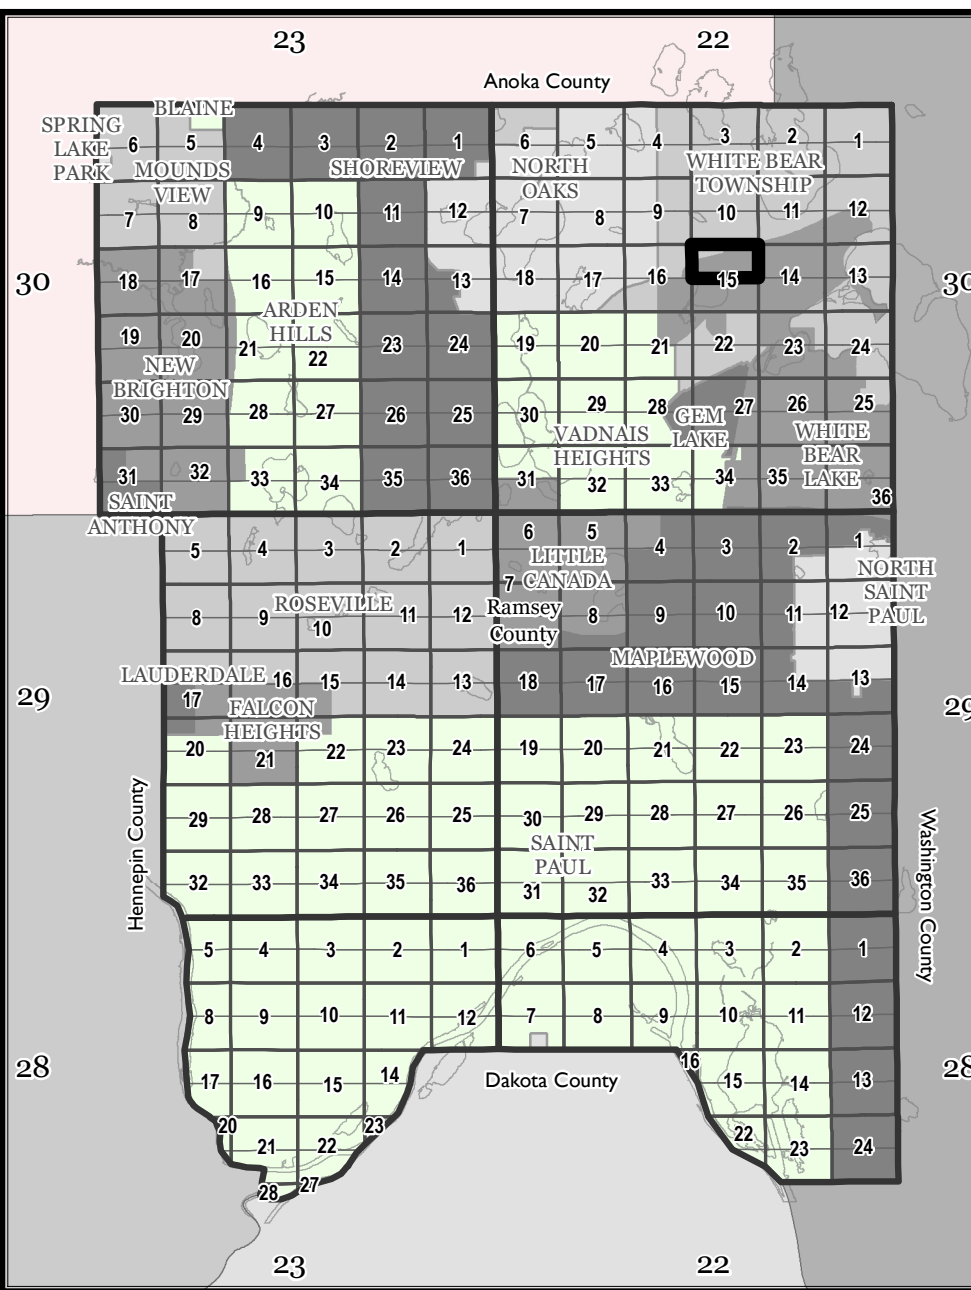 23 22
Anoka County
BLAINE
SPRING
LAKE
PARK
6 5 4 3 2 1 6 5 4 3 2 1
MOUNDS
VIEW
SHOREVIEW
NORTH
OAKS
WHITE BEAR
TOWNSHIP
7 8 9 10 11 12 7 8 9 10 11 12
30 18 17 16 15 14 13 18 17 16 15 14 13 30
ARDEN
HILLS
19 20 21 22 23 24 19 20 21 22 23 24
NEW
BRIGHTON
30 29 28 27 26 25 30 29 28 27 26 25
GEM
LAKE
VADNAIS
HEIGHTS
WHITE
BEAR
LAKE
31 32 33 34 35 36 31 32 33 34 35 36
SAINT
ANTHONY
5 4 3 2 1 6 5 4 3 2 1
LITTLE
CANADA
NORTH
SAINT
PAUL
ROSEVILLE
Ramsey
County
8 9 10 11 12 7 8 9 10 11 12
MAPLEWOOD
LAUDERDALE
29 17 16 15 14 13 18 17 16 15 14 13 29
FALCON
HEIGHTS
20 21 22 23 24 19 20 21 22 23 24
Hennepin County
29 28 27 26 25 30 29 28 27 26 25
SAINT
PAUL
Washington County
32 33 34 35 36 31 32 33 34 35 36
5 4 3 2 1 6 5 4 3 2 1
8 9 10 11 12 7 8 9 10 11 12
28 17 16 15 14 16 15 14 13 28
Dakota County
20 21 22 23 22 23 24
28 27
23 22